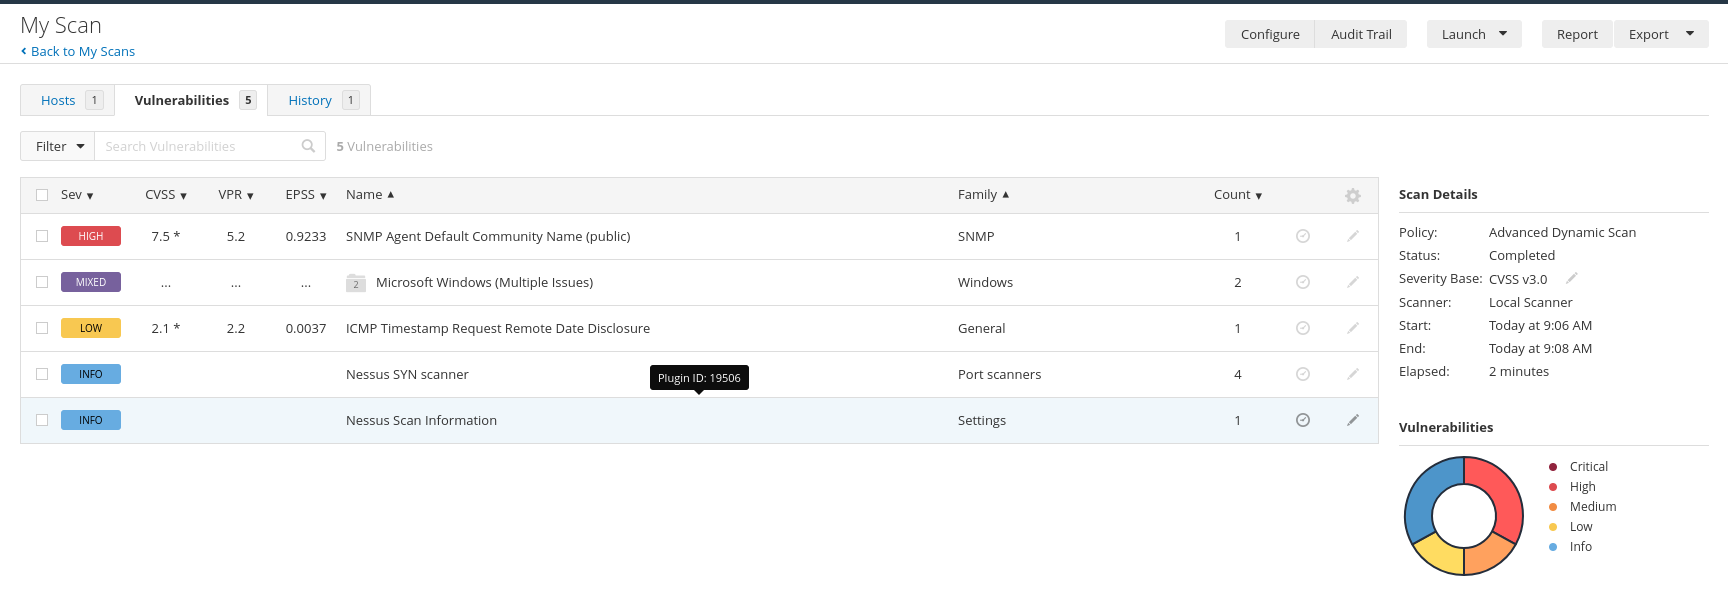 My Scan
Back to My Scans
Configure Audit Trail Launch Report Export
Hosts 1 Vulnerabilities 5 History 1
Filter Search Vulnerabilities 5 Vulnerabilities
Sev CVSS VPR EPSS Name Family Count
HIGH 7.5 * 5.2 0.9233 SNMP Agent Default Community Name (public) SNMP 1
MIXED ... ... ... 2 Microsoft Windows (Multiple Issues) Windows 2
LOW 2.1 * 2.2 0.0037 ICMP Timestamp Request Remote Date Disclosure General 1
INFO Nessus SYN scanner Port scanners 4
Plugin ID: 19506
INFO Nessus Scan Information Settings 1
Scan Details
Policy: Advanced Dynamic Scan
Status: Completed
Severity Base: CVSS v3.0
Scanner: Local Scanner
Start: Today at 9:06 AM
End: Today at 9:08 AM
Elapsed: 2 minutes
Vulnerabilities
Critical
High
Medium
Low
Info